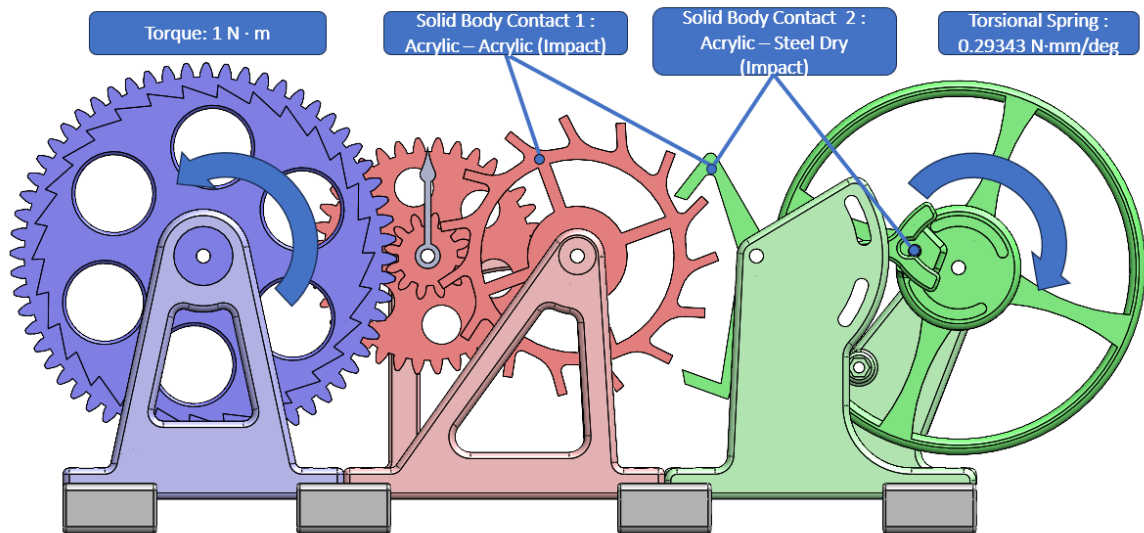 Torque: 1 N · m
Solid Body Contact 1 :
Acrylic – Acrylic (Impact)
Solid Body Contact 2 :
Acrylic – Steel Dry
(Impact)
Torsional Spring :
0.29343 N·mm/deg